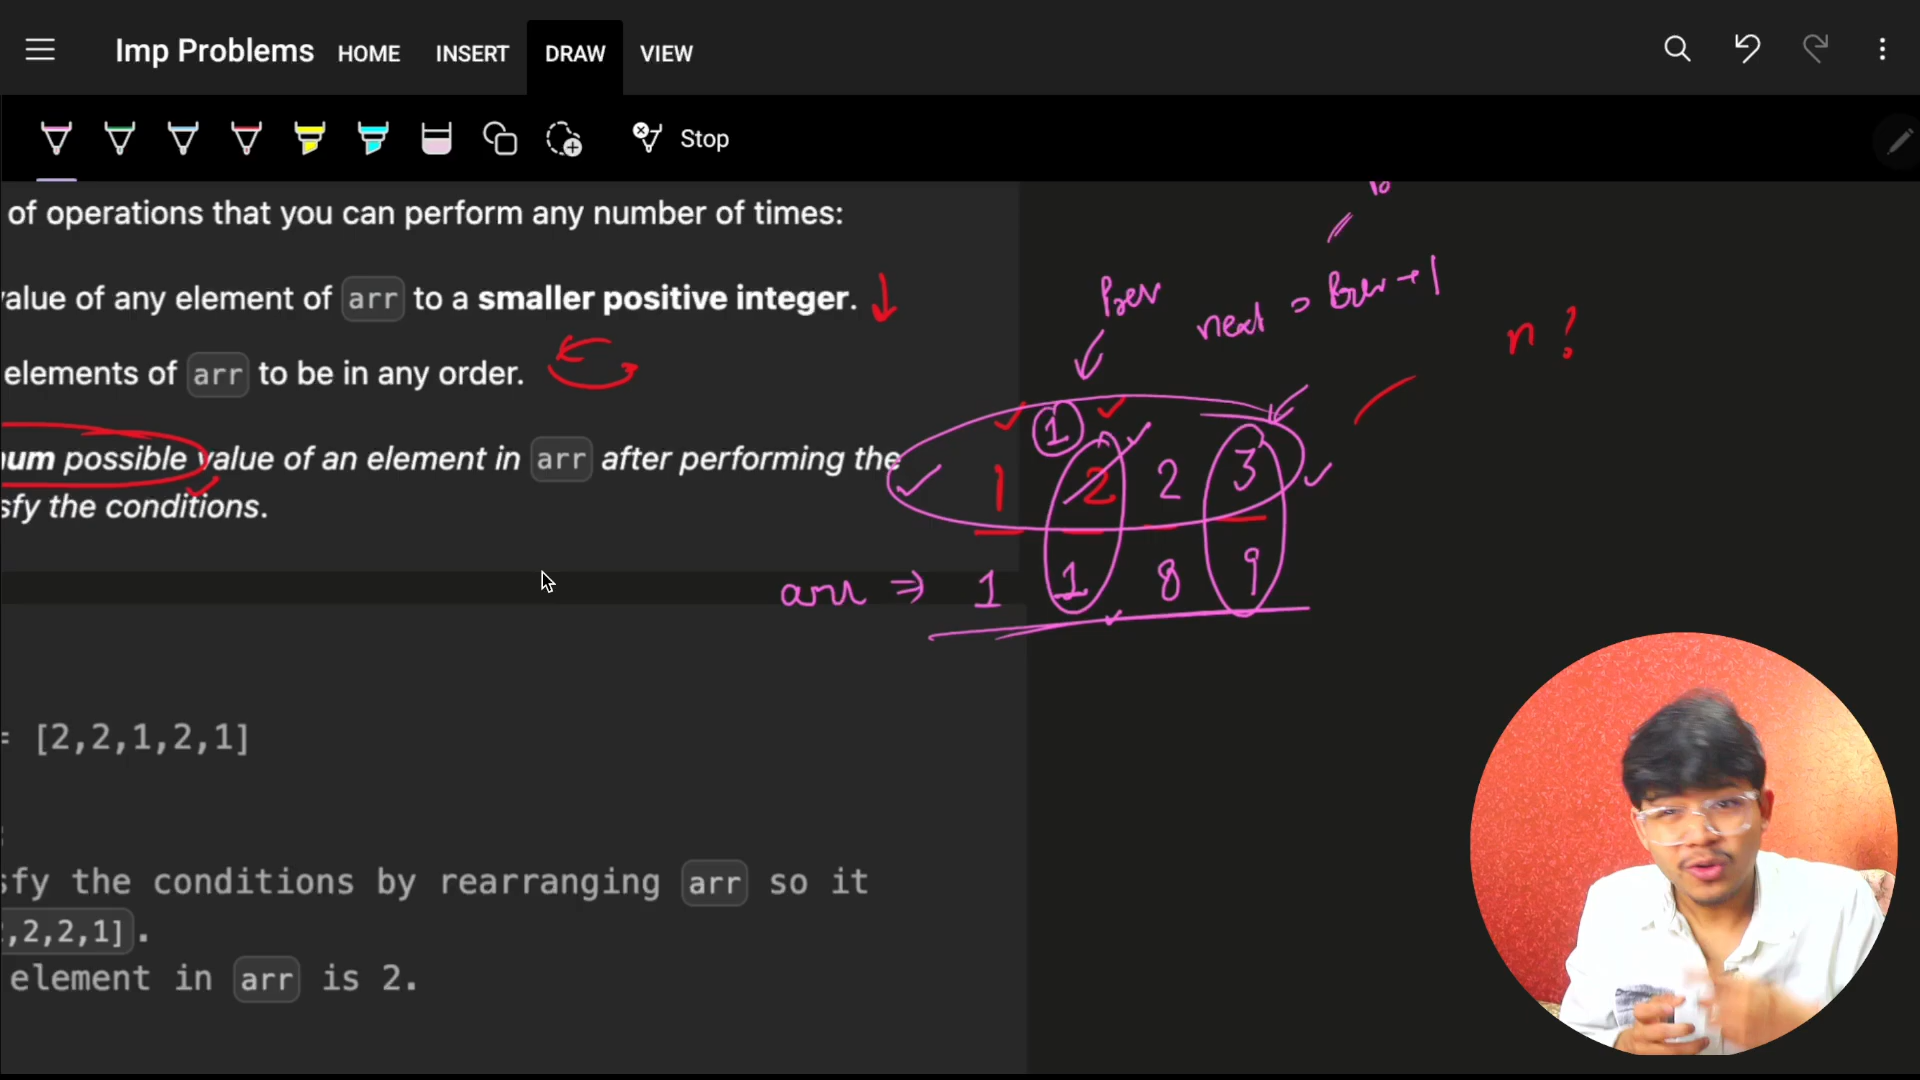 Imp Problems HOME INSERT DRAW VIEW
Stop
of operations that you can perform any number of times:
value of any element of arr to a smaller positive integer.
elements of arr to be in any order.
num possible value of an element in arr after performing the
sfy the conditions.
= [2,2,1,2,1]
sfy the conditions by rearranging arr so it
,2,2,1].
element in arr is 2.
Prev
next = Prev + 1
n !
1
1 2 2 3
arr ⇒ 1 1 8 9